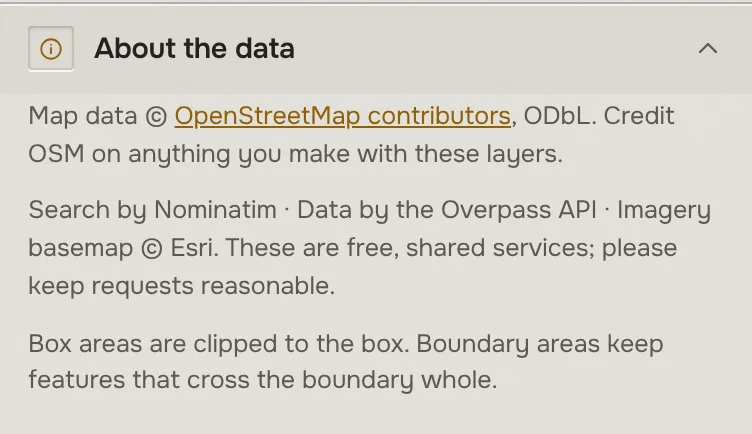 About the data
Map data © OpenStreetMap contributors, ODbL. Credit
OSM on anything you make with these layers.
Search by Nominatim · Data by the Overpass API · Imagery
basemap © Esri. These are free, shared services; please
keep requests reasonable.
Box areas are clipped to the box. Boundary areas keep
features that cross the boundary whole.